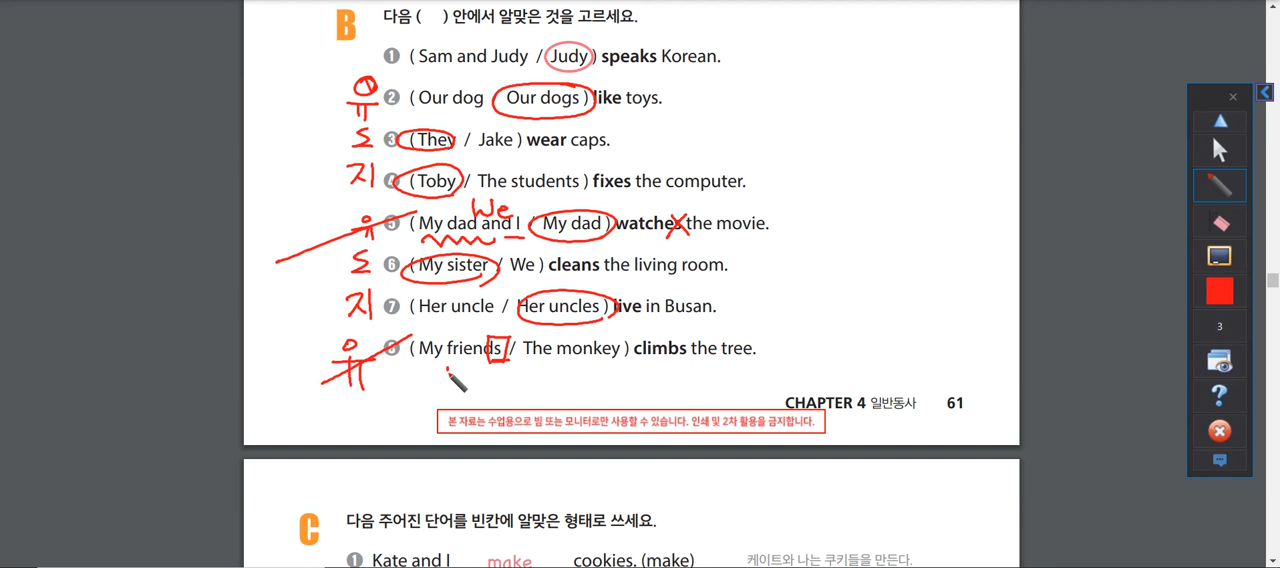 B 다음 ( ) 안에서 알맞은 것을 고르세요.
1 ( Sam and Judy / Judy ) speaks Korean.
유 2 ( Our dog Our dogs ) like toys.
도 3 ( They / Jake ) wear caps.
지 4 ( Toby / The students ) fixes the computer.
We
유 5 ( My dad and I / My dad ) watches the movie.
도 6 ( My sister / We ) cleans the living room.
지 7 ( Her uncle / Her uncles ) live in Busan.
유 8 ( My friends / The monkey ) climbs the tree.
3
CHAPTER 4 일반동사 61
본 자료는 수업용으로 빔 또는 모니터로만 사용할 수 있습니다. 인쇄 및 2차 활용을 금지합니다.
C 다음 주어진 단어를 빈칸에 알맞은 형태로 쓰세요.
1 Kate and I make cookies. (make) 케이트와 나는 쿠키들을 만든다.